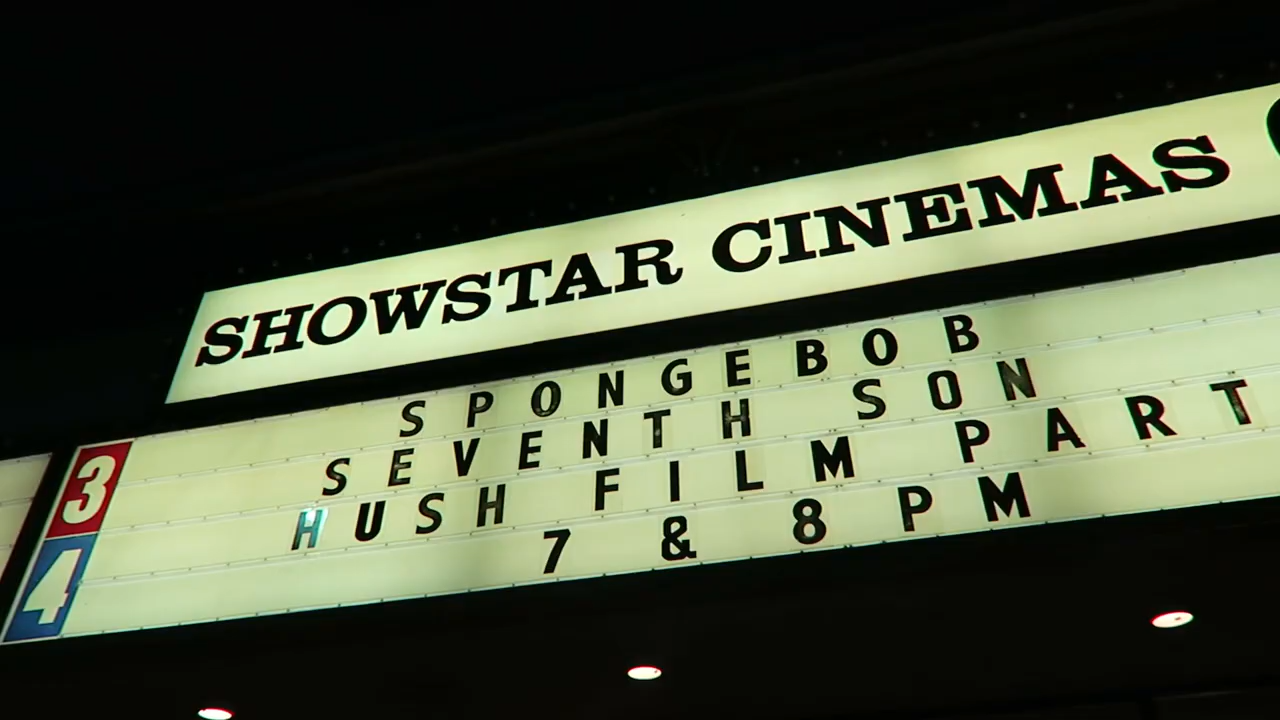 SHOWSTAR CINEMAS
SPONGEBOB
3
SEVENTH SON
HUSH FILM PART
4
7 & 8 PM